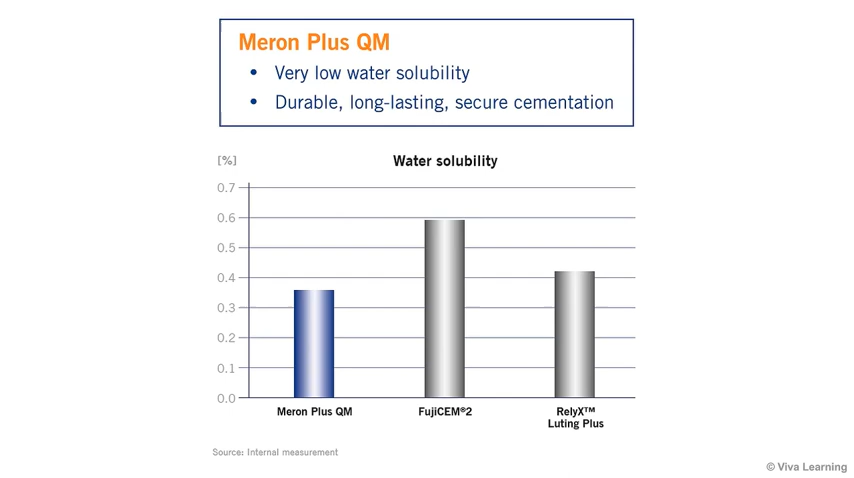 Meron Plus QM
• Very low water solubility
• Durable, long-lasting, secure cementation
[%]
Water solubility
0.7
0.6
0.5
0.4
0.3
0.2
0.1
0.0
Meron Plus QM
FujiCEM®2
RelyX™
Luting Plus
Source: Internal measurement
© Viva Learning